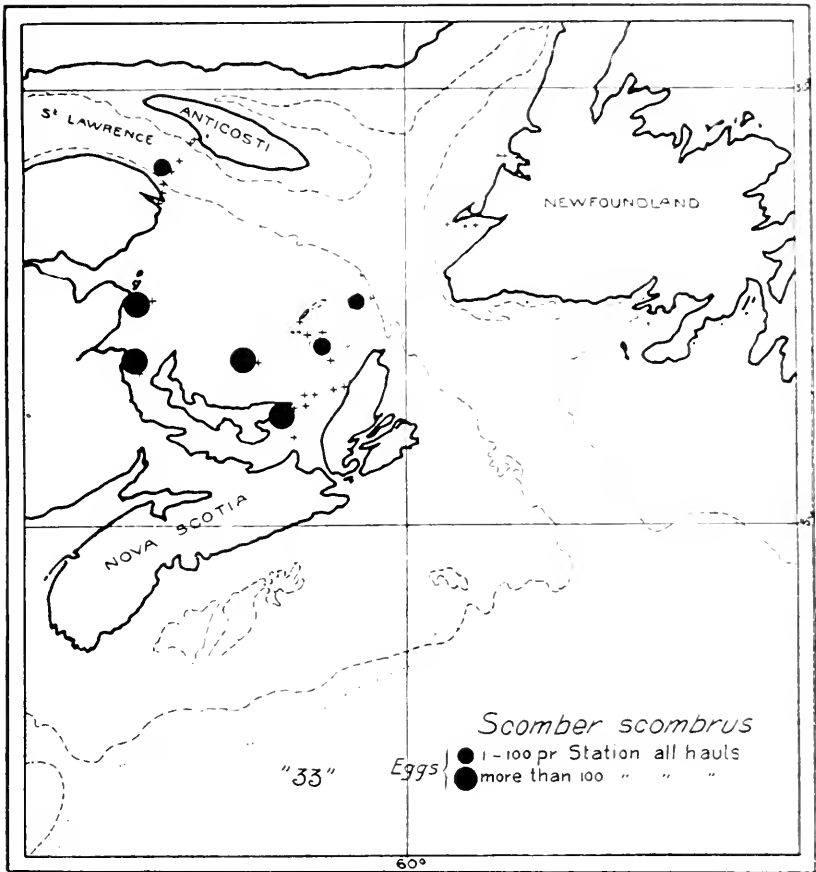 St LAWRENCE
ANTICOSTI
NEWFOUNDLAND
NOVA SCOTIA
Scomber scombrus
Eggs { 1-100 pr Station all hauls
more than 100 " " "
"33"
60°